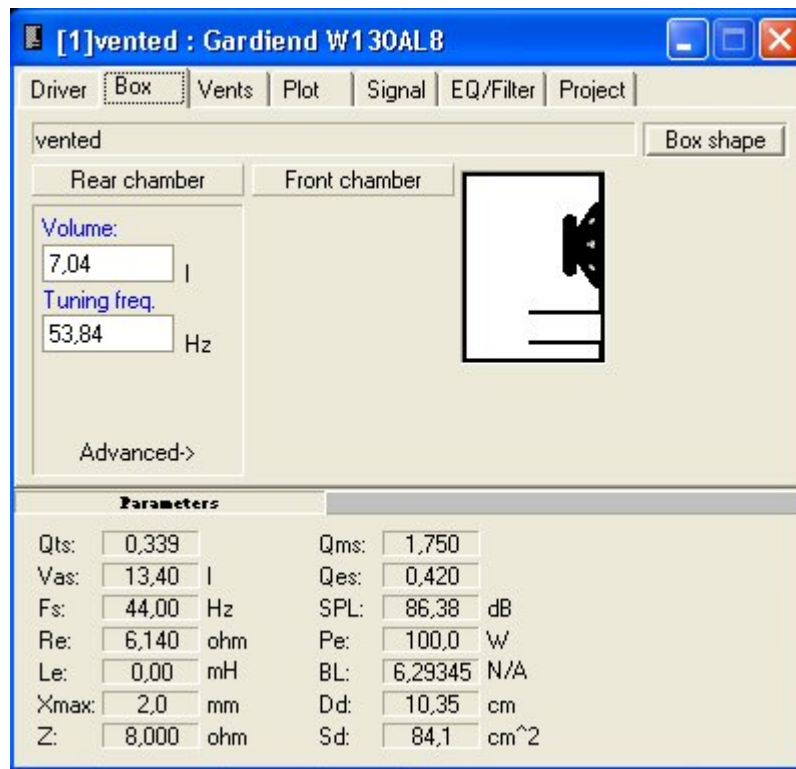 [1]vented : Gardiend W130AL8
Driver Box Vents Plot Signal EQ/Filter Project
vented Box shape
Rear chamber Front chamber
Volume:
7,04 l
Tuning freq.
53,84 Hz
Advanced->
Parameters
Qts: 0,339 Qms: 1,750
Vas: 13,40 l Qes: 0,420
Fs: 44,00 Hz SPL: 86,38 dB
Re: 6,140 ohm Pe: 100,0 W
Le: 0,00 mH BL: 6,29345 N/A
Xmax: 2,0 mm Dd: 10,35 cm
Z: 8,000 ohm Sd: 84,1 cm^2